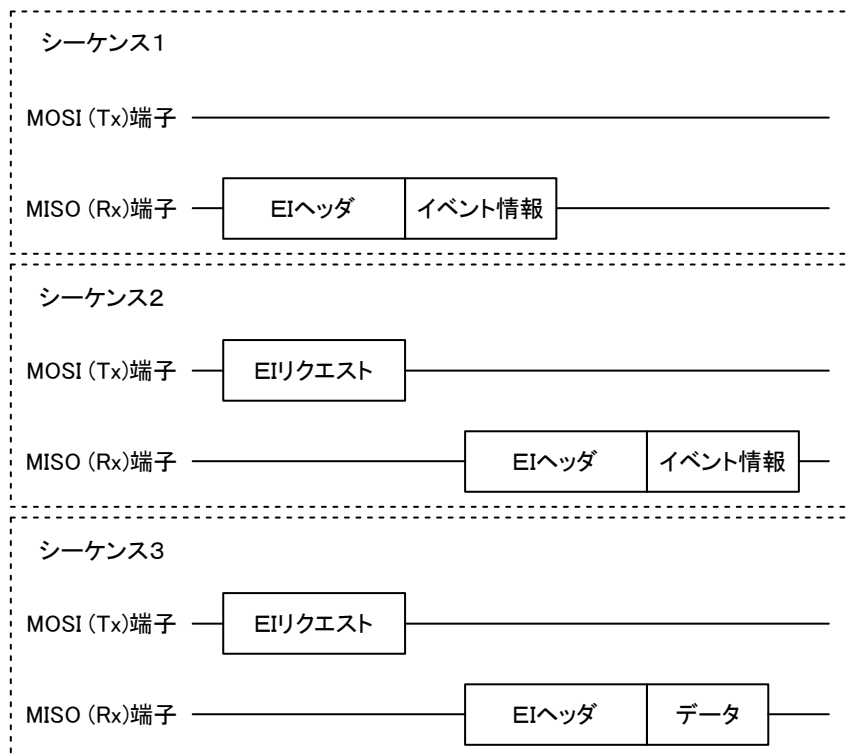 シーケンス1
MOSI (Tx)端子
MISO (Rx)端子
EIヘッダ
イベント情報
シーケンス2
MOSI (Tx)端子
EIリクエスト
MISO (Rx)端子
EIヘッダ
イベント情報
シーケンス3
MOSI (Tx)端子
EIリクエスト
MISO (Rx)端子
EIヘッダ
データ